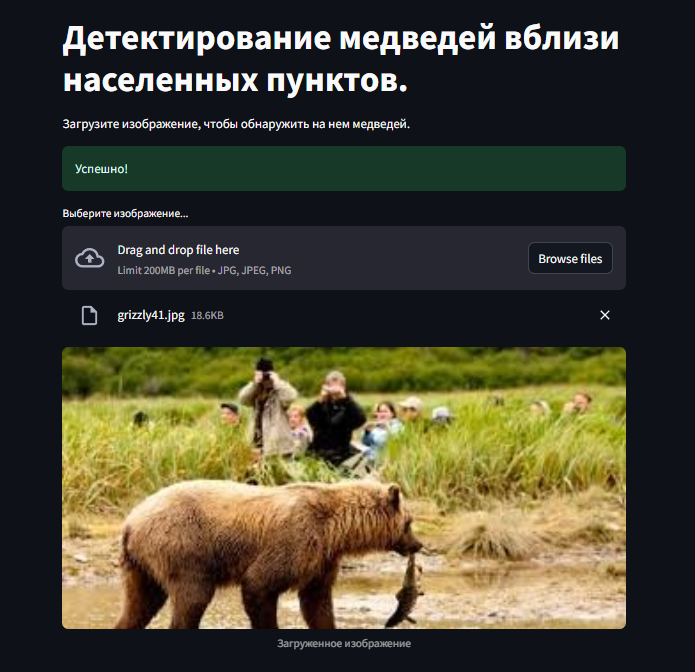 Детектирование медведей вблизи
населенных пунктов.
Загрузите изображение, чтобы обнаружить на нем медведей.
Успешно!
Выберите изображение...
Drag and drop file here
Limit 200MB per file • JPG, JPEG, PNG
Browse files
grizzly41.jpg 18.6KB
Загруженное изображение